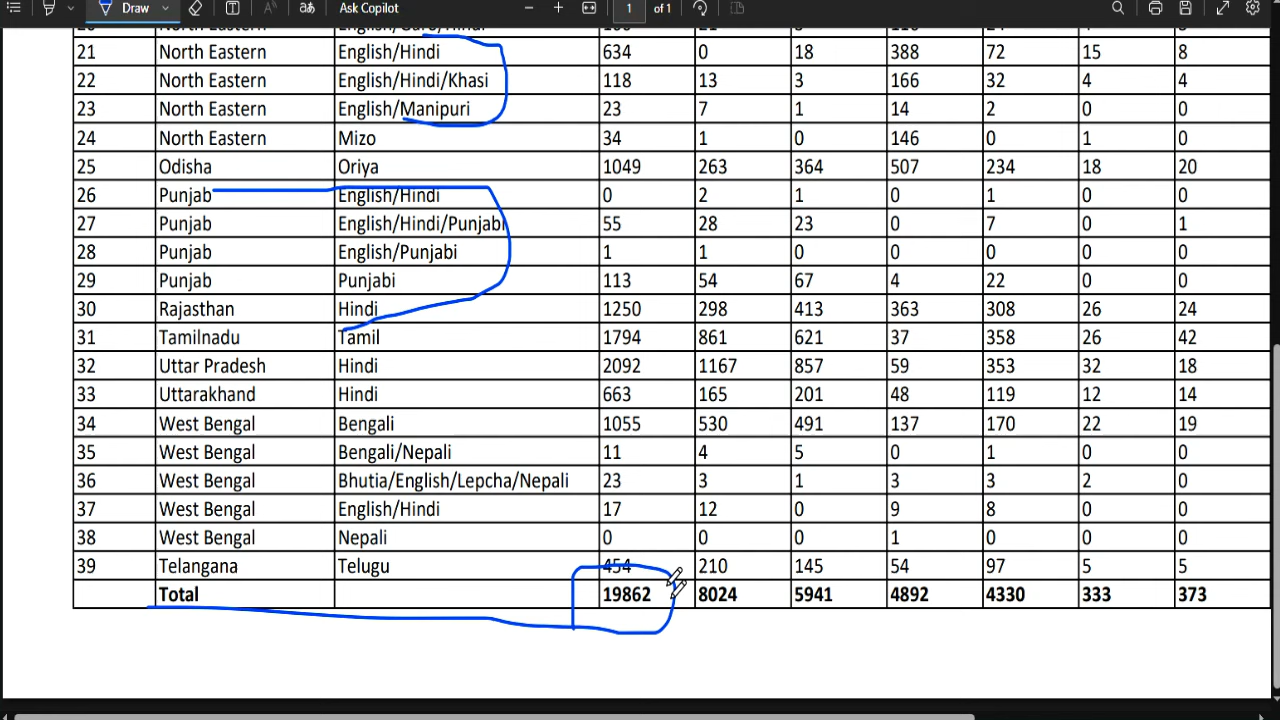 Draw
Ask Copilot
1 of 1
21 North Eastern English/Hindi 634 0 18 388 72 15 8
22 North Eastern English/Hindi/Khasi 118 13 3 166 32 4 4
23 North Eastern English/Manipuri 23 7 1 14 2 0 0
24 North Eastern Mizo 34 1 0 146 0 1 0
25 Odisha Oriya 1049 263 364 507 234 18 20
26 Punjab English/Hindi 0 2 1 0 1 0 0
27 Punjab English/Hindi/Punjabi 55 28 23 0 7 0 1
28 Punjab English/Punjabi 1 1 0 0 0 0 0
29 Punjab Punjabi 113 54 67 4 22 0 0
30 Rajasthan Hindi 1250 298 413 363 308 26 24
31 Tamilnadu Tamil 1794 861 621 37 358 26 42
32 Uttar Pradesh Hindi 2092 1167 857 59 353 32 18
33 Uttarakhand Hindi 663 165 201 48 119 12 14
34 West Bengal Bengali 1055 530 491 137 170 22 19
35 West Bengal Bengali/Nepali 11 4 5 0 1 0 0
36 West Bengal Bhutia/English/Lepcha/Nepali 23 3 1 3 3 2 0
37 West Bengal English/Hindi 17 12 0 9 8 0 0
38 West Bengal Nepali 0 0 0 1 0 0 0
39 Telangana Telugu 454 210 145 54 97 5 5
Total 19862 8024 5941 4892 4330 333 373